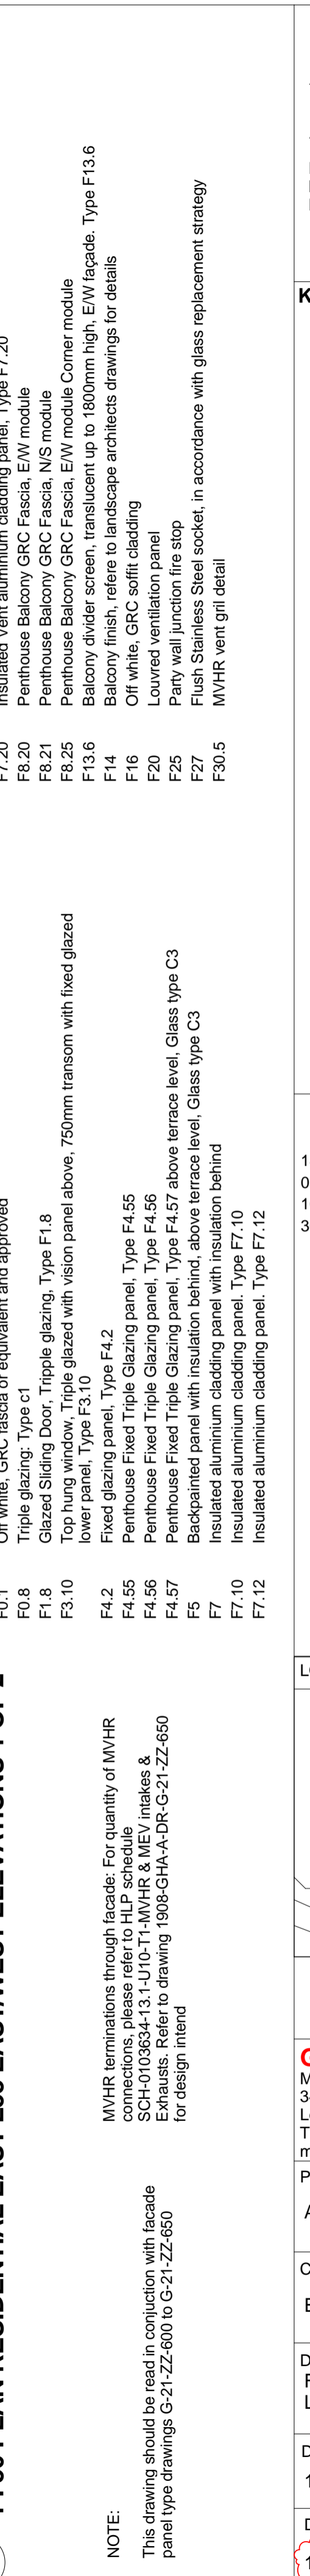 NOTE:
This drawing should be read in conjuction with facade
panel type drawings G-21-ZZ-600 to G-21-ZZ-650
MVHR terminations through facade: For quantity of MVHR
connections, please refer to HLP schedule
SCH-0103634-13.1-U10-T1-MVHR & MEV intakes &
Exhausts. Refer to drawing 1908-GHA-A-DR-G-21-ZZ-650
for design intend
F0.1 Off white, GRC fascia or equivalent and approved
F0.8 Triple glazing: Type c1
F1.8 Glazed Sliding Door, Tripple glazing, Type F1.8
F3.10 Top hung window, Triple glazed with vision panel above, 750mm transom with fixed glazed
lower panel, Type F3.10
F4.2 Fixed glazing panel, Type F4.2
F4.55 Penthouse Fixed Triple Glazing panel, Type F4.55
F4.56 Penthouse Fixed Triple Glazing panel, Type F4.56
F4.57 Penthouse Fixed Triple Glazing panel, Type F4.57 above terrace level, Glass type C3
F5 Backpainted panel with insulation behind, above terrace level, Glass type C3
F7 Insulated aluminium cladding panel with insulation behind
F7.10 Insulated aluminium cladding panel. Type F7.10
F7.12 Insulated aluminium cladding panel. Type F7.12
F7.20 Insulated Vent aluminium cladding panel, Type F7.20
F8.20 Penthouse Balcony GRC Fascia, E/W module
F8.21 Penthouse Balcony GRC Fascia, N/S module
F8.25 Penthouse Balcony GRC Fascia, E/W module Corner module
F13.6 Balcony divider screen, translucent up to 1800mm high, E/W façade. Type F13.6
F14 Balcony finish, refere to landscape architects drawings for details
F16 Off white, GRC soffit cladding
F20 Louvred ventilation panel
F25 Party wall junction fire stop
F27 Flush Stainless Steel socket, in accordance with glass replacement strategy
F30.5 MVHR vent gril detail